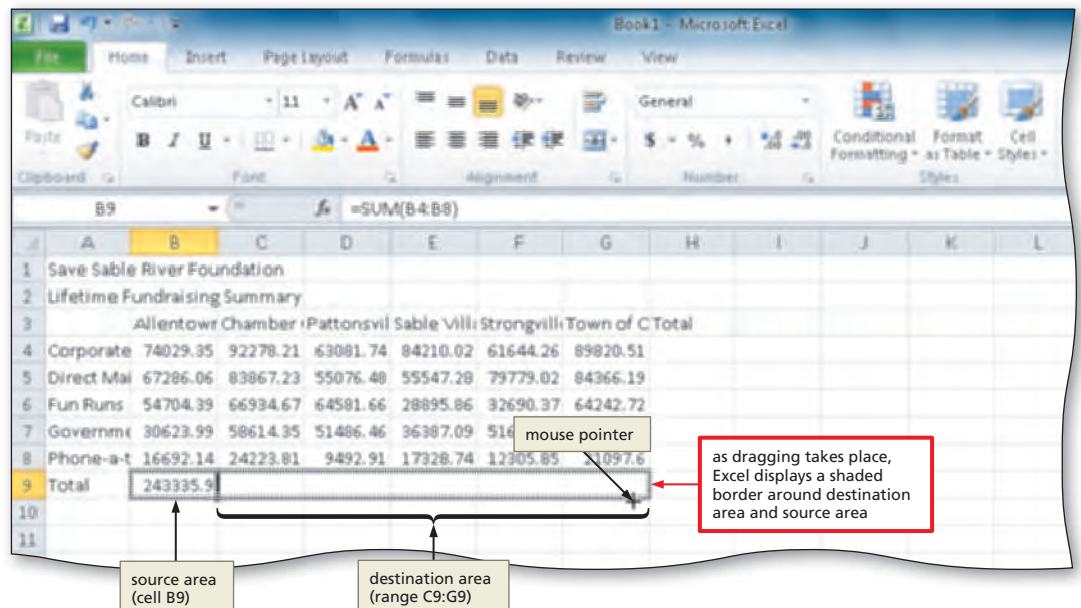 Book1 - Microsoft Excel
File Home Insert Page Layout Formulas Data Review View
Calibri 11 A A General
Paste B I U A $ % , Conditional Formatting Format as Table Cell Styles
Clipboard Font Alignment Number Styles
B9 fx =SUM(B4:B8)
A B C D E F G H I J K L
1 Save Sable River Foundation
2 Lifetime Fundraising Summary
3 Allentown Chamber Pattonsvil Sable Villa Strongvill Town of C Total
4 Corporate 74029.35 92278.21 63081.74 84210.02 61644.26 89820.51
5 Direct Mai 67286.06 83867.23 55076.48 55547.28 79779.02 84366.19
6 Fun Runs 54704.39 66934.67 64581.66 28895.86 32690.37 64242.72
7 Governme 30623.99 58614.35 51486.46 36387.09 516
8 Phone-a-t 16692.14 24223.81 9492.91 17328.74 12305.85 21097.6
9 Total 243335.9
10
11
mouse pointer
as dragging takes place,
Excel displays a shaded
border around destination
area and source area
source area
(cell B9)
destination area
(range C9:G9)